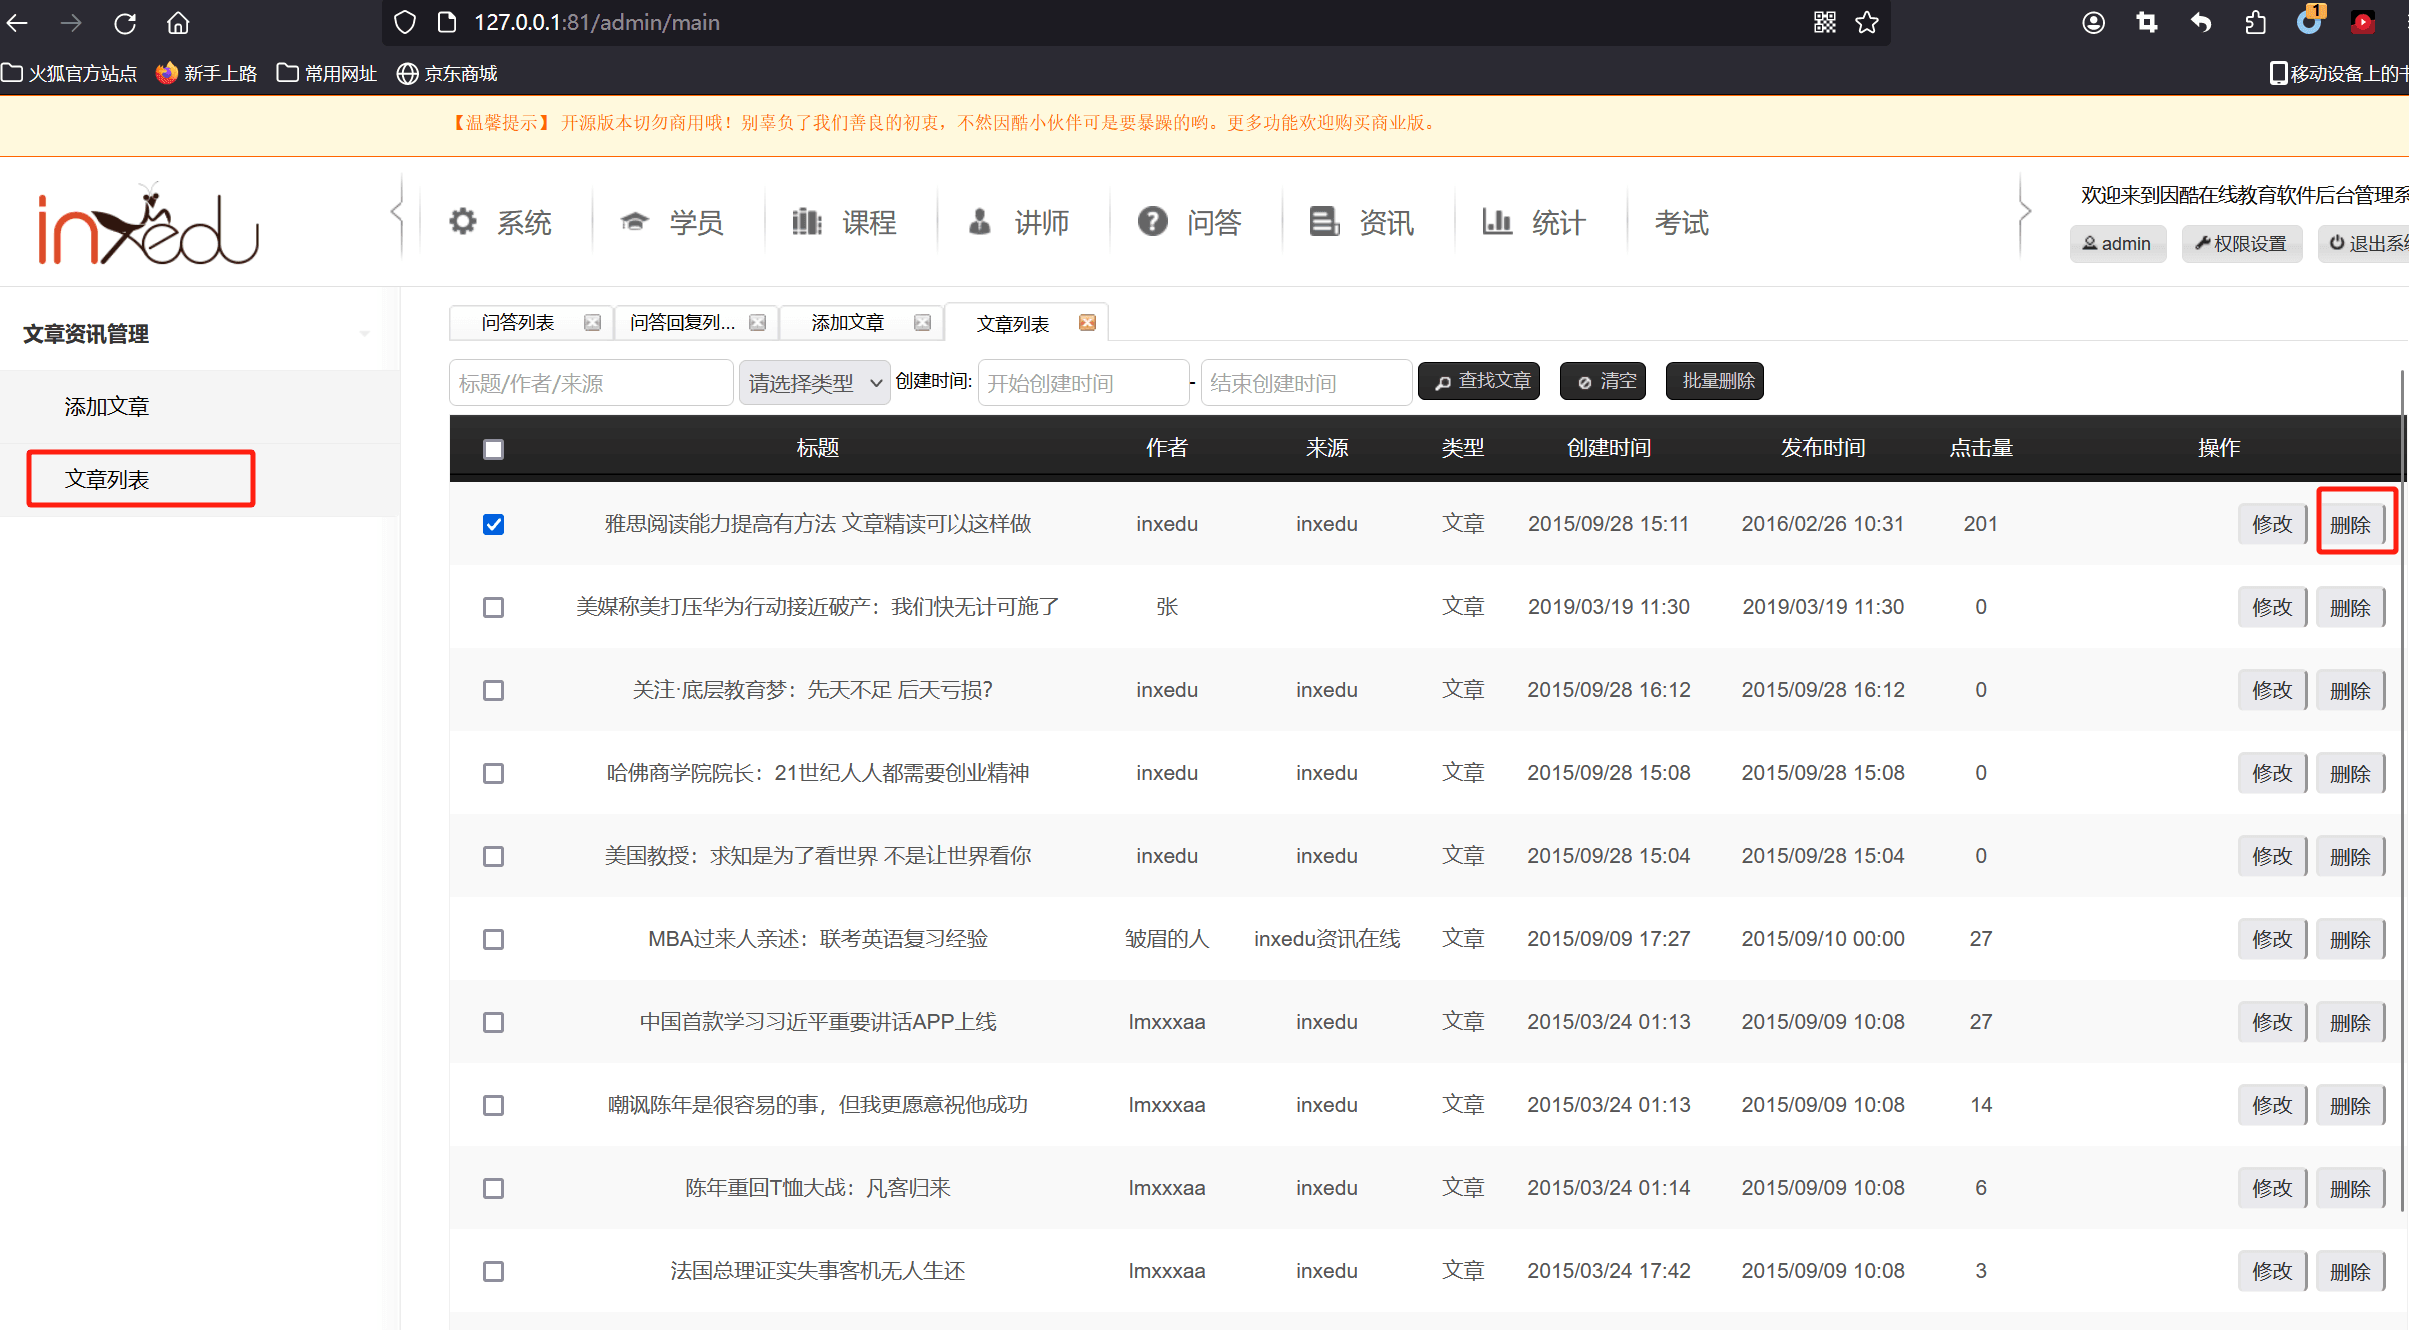 127.0.0.1:81/admin/main
1
火狐官方站点 新手上路 常用网址 京东商城 移动设备上的
【温馨提示】 开源版本切勿商用哦！别辜负了我们善良的初衷，不然因酷小伙伴可是要暴躁的哟。更多功能欢迎购买商业版。
inxedu
系统 学员 课程 讲师 问答 资讯 统计 考试
欢迎来到因酷在线教育软件后台管理系
admin 权限设置 退出系
文章资讯管理
添加文章
文章列表
问答列表 问答回复列... 添加文章 文章列表
标题/作者/来源 请选择类型 创建时间: 开始创建时间 - 结束创建时间 查找文章 清空 批量删除
标题 作者 来源 类型 创建时间 发布时间 点击量 操作
雅思阅读能力提高有方法 文章精读可以这样做 inxedu inxedu 文章 2015/09/28 15:11 2016/02/26 10:31 201 修改 删除
美媒称美打压华为行动接近破产：我们快无计可施了 张 文章 2019/03/19 11:30 2019/03/19 11:30 0 修改 删除
关注·底层教育梦：先天不足 后天亏损? inxedu inxedu 文章 2015/09/28 16:12 2015/09/28 16:12 0 修改 删除
哈佛商学院院长：21世纪人人都需要创业精神 inxedu inxedu 文章 2015/09/28 15:08 2015/09/28 15:08 0 修改 删除
美国教授：求知是为了看世界 不是让世界看你 inxedu inxedu 文章 2015/09/28 15:04 2015/09/28 15:04 0 修改 删除
MBA过来人亲述：联考英语复习经验 皱眉的人 inxedu资讯在线 文章 2015/09/09 17:27 2015/09/10 00:00 27 修改 删除
中国首款学习习近平重要讲话APP上线 lmxxxaa inxedu 文章 2015/03/24 01:13 2015/09/09 10:08 27 修改 删除
嘲讽陈年是很容易的事，但我更愿意祝他成功 lmxxxaa inxedu 文章 2015/03/24 01:13 2015/09/09 10:08 14 修改 删除
陈年重回T恤大战：凡客归来 lmxxxaa inxedu 文章 2015/03/24 01:14 2015/09/09 10:08 6 修改 删除
法国总理证实失事客机无人生还 lmxxxaa inxedu 文章 2015/03/24 17:42 2015/09/09 10:08 3 修改 删除